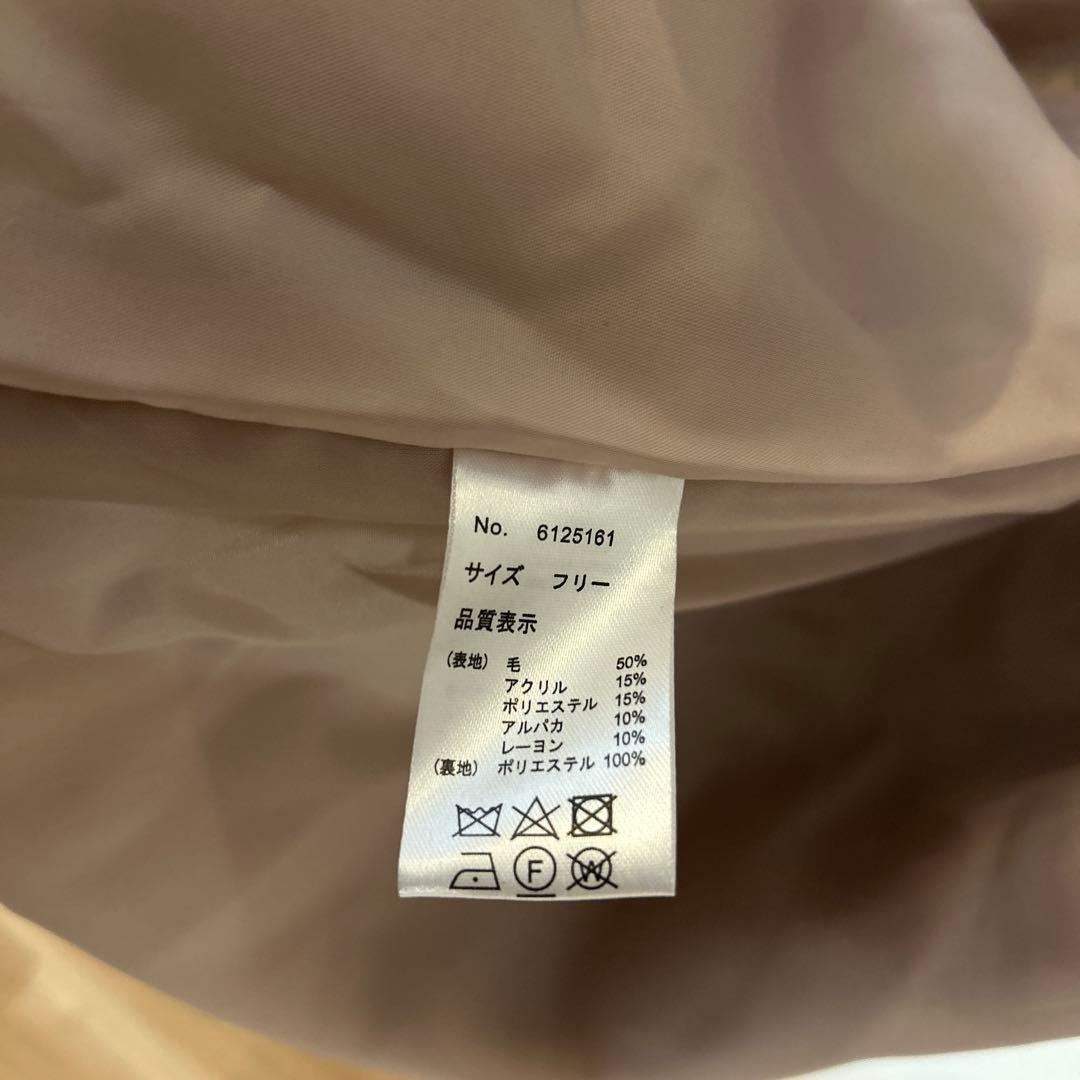 No. 6125161
サイズ フリー
品質表示
(表地) 毛 50%
アクリル 15%
ポリエステル 15%
アルパカ 10%
レーヨン 10%
(裏地) ポリエステル 100%
F W